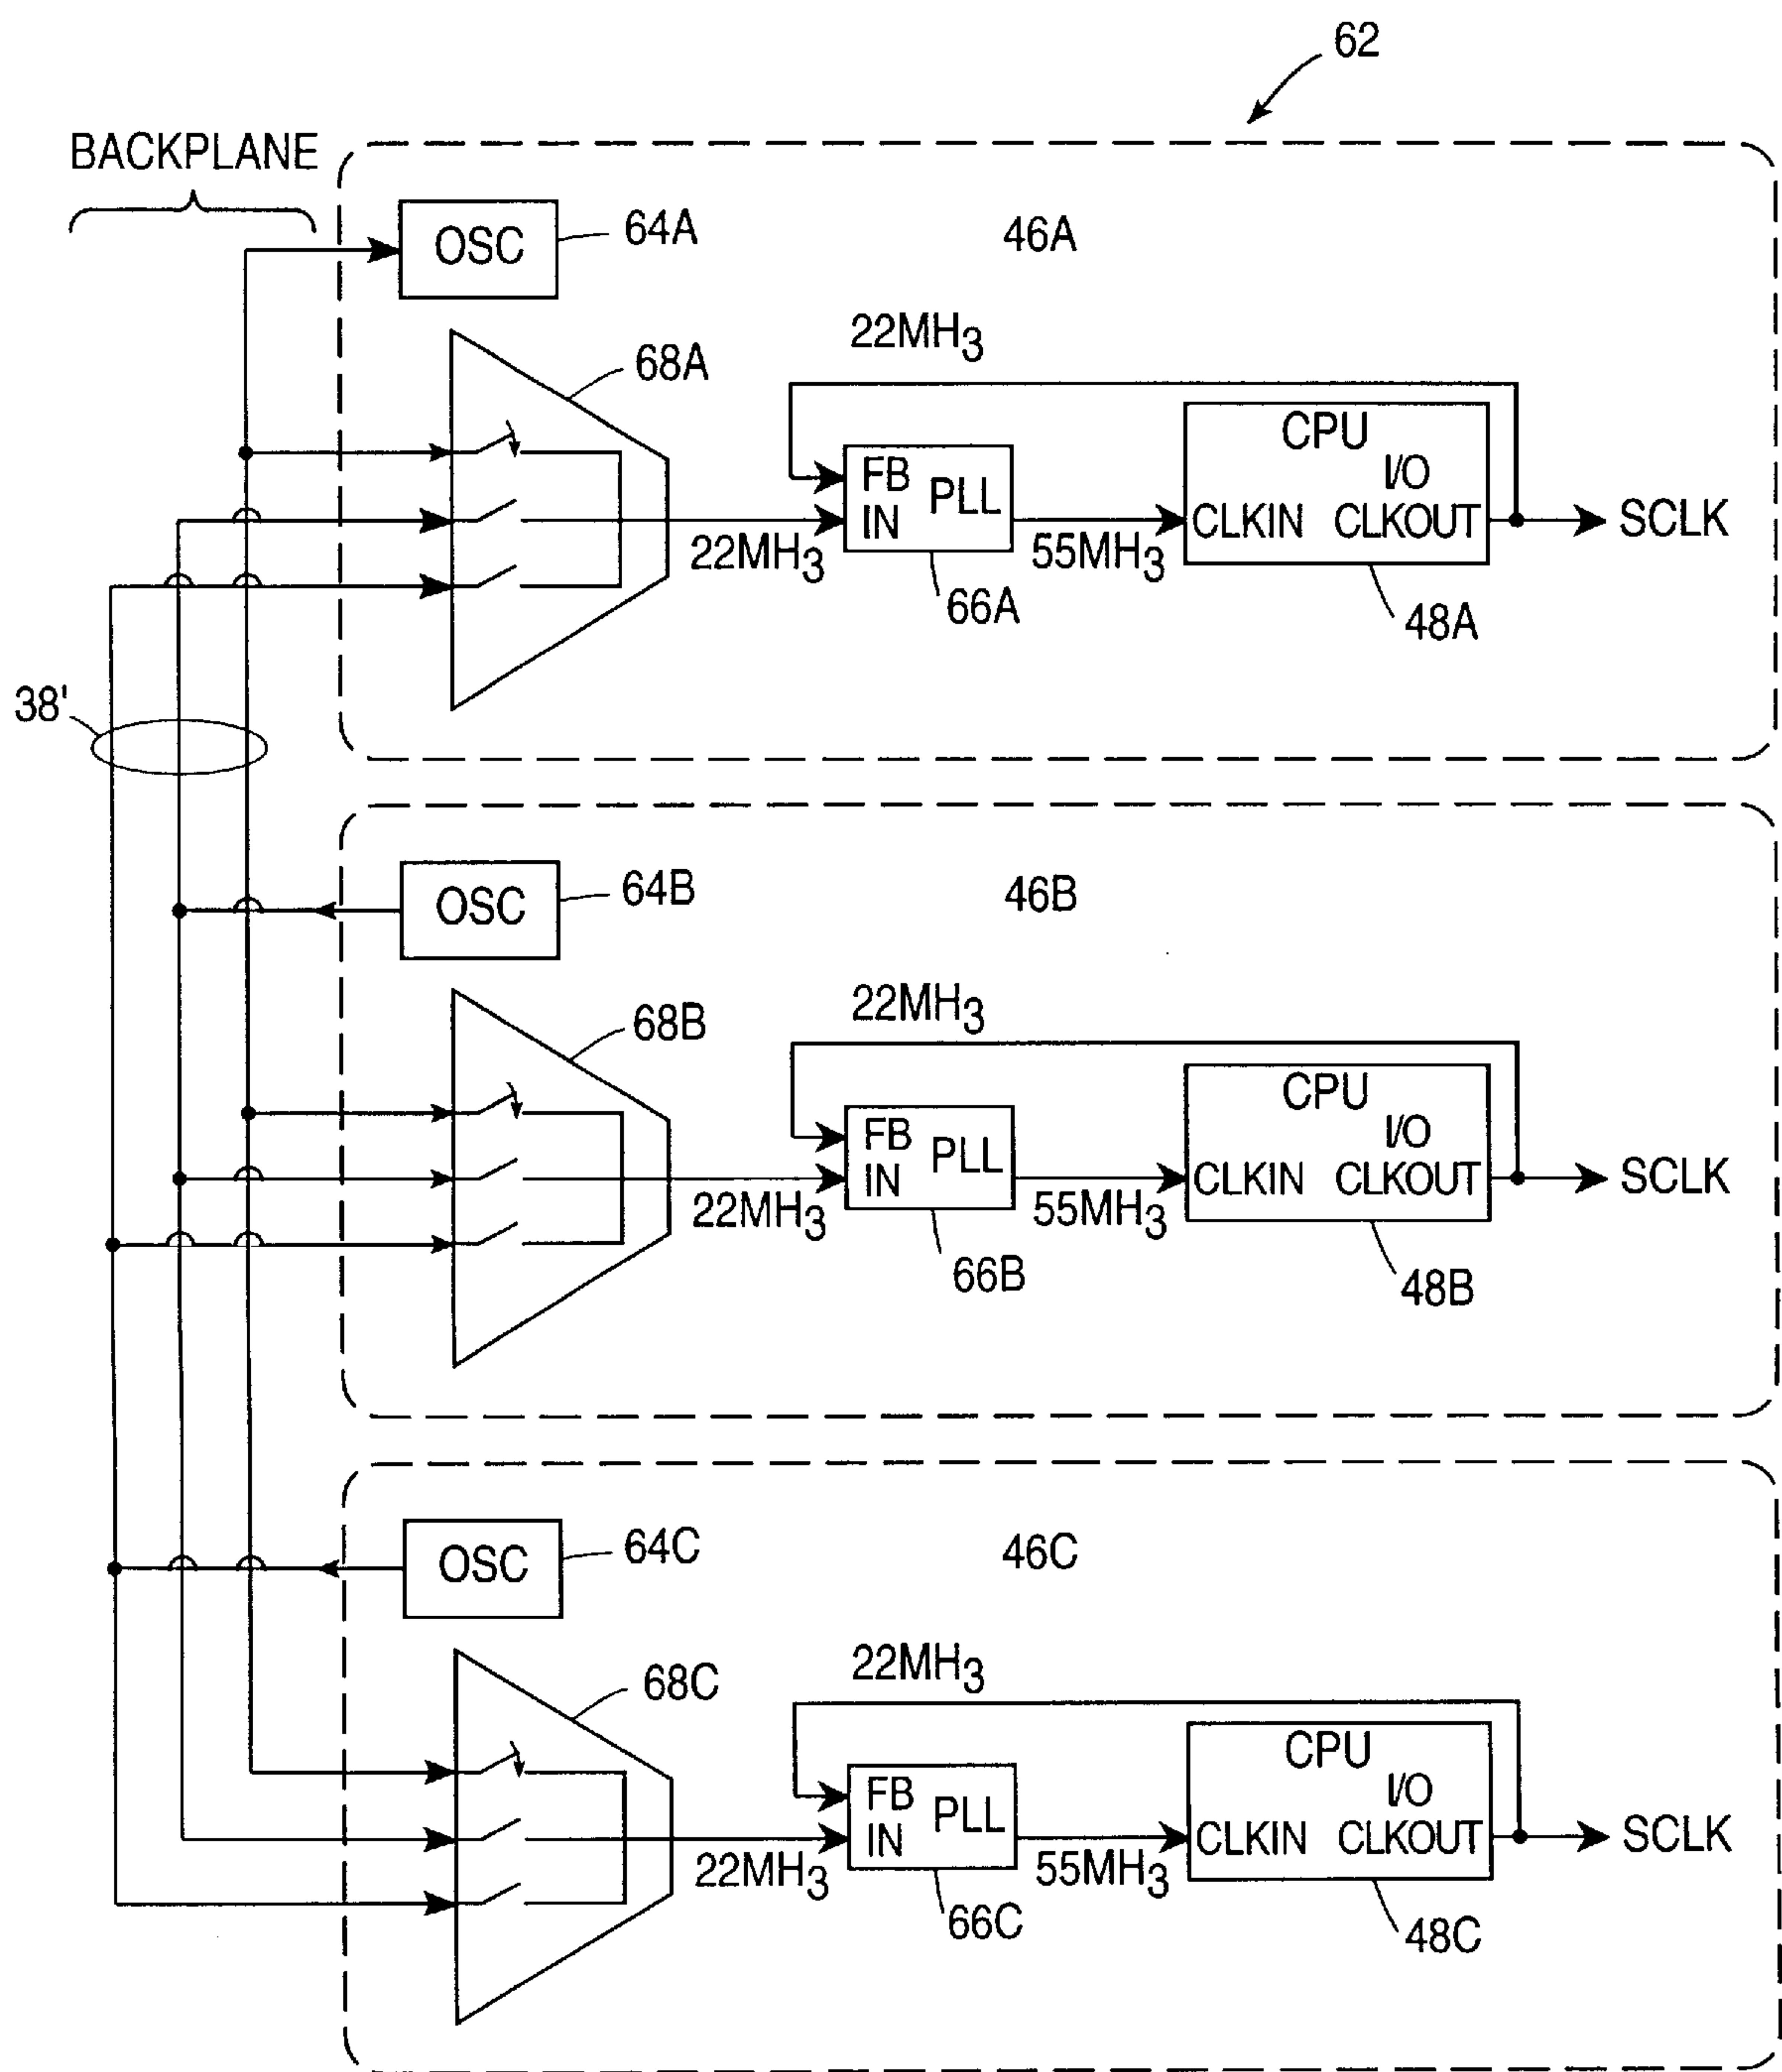 62
BACKPLANE
OSC
64A
46A
68A
22MH3
FB
IN
PLL
CPU
I/O
CLKIN CLKOUT
SCLK
22MH3
55MH3
66A
48A
38'
OSC
64B
46B
68B
22MH3
FB
IN
PLL
CPU
I/O
CLKIN CLKOUT
SCLK
22MH3
55MH3
66B
48B
OSC
64C
46C
68C
22MH3
FB
IN
PLL
CPU
I/O
CLKIN CLKOUT
SCLK
22MH3
55MH3
66C
48C